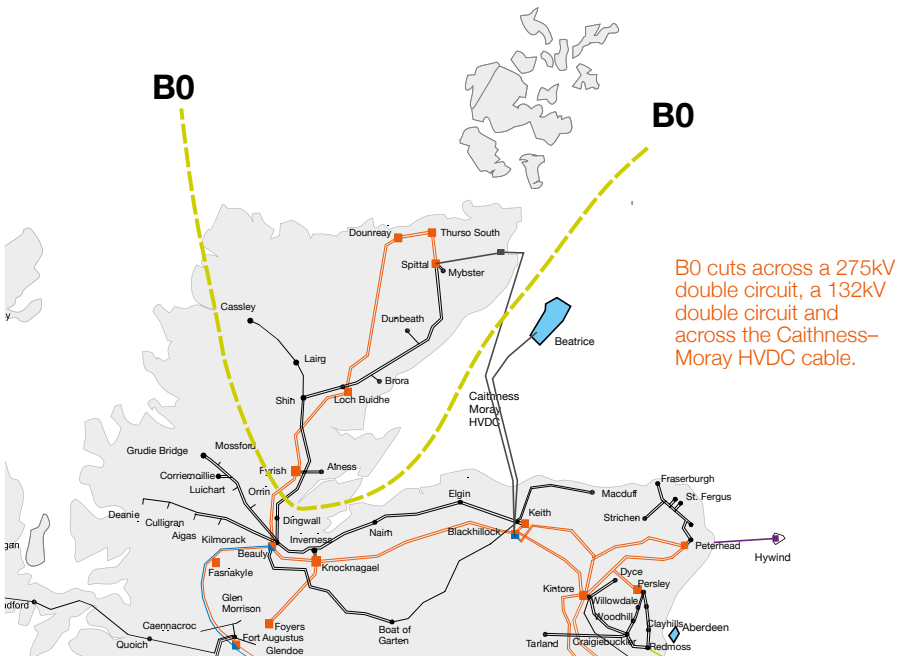 B0
B0
Dounreay
Thurso South
Spittal
Mybster
B0 cuts across a 275kV
double circuit, a 132kV
double circuit and
across the Caithness–
Moray HVDC cable.
Cassley
Dunbeath
Beatrice
Lairg
Brora
Shin
Loch Buidhe
Caithness
Moray
HVDC
Mossford
Grudie Bridge
Fyrish
Alness
Corriemoillie
Luichart
Orrin
Elgin
Macduff
Fraserburgh
St. Fergus
Deanie
Culligran
Dingwall
Nairn
Keith
Strichen
Aigas
Kilmorack
Inverness
Blackhillock
Beauly
Peterhead
Hywind
Fasnakyle
Knocknagael
Dyce
Persley
Kintore
Willowdale
Glen
Morrison
Woodhill
Clayhills
Aberdeen
Foyers
Caennacroc
Fort Augustus
Boat of
Garten
Quoich
Glendoe
Tarland
Craigiebuckler
Redmoss